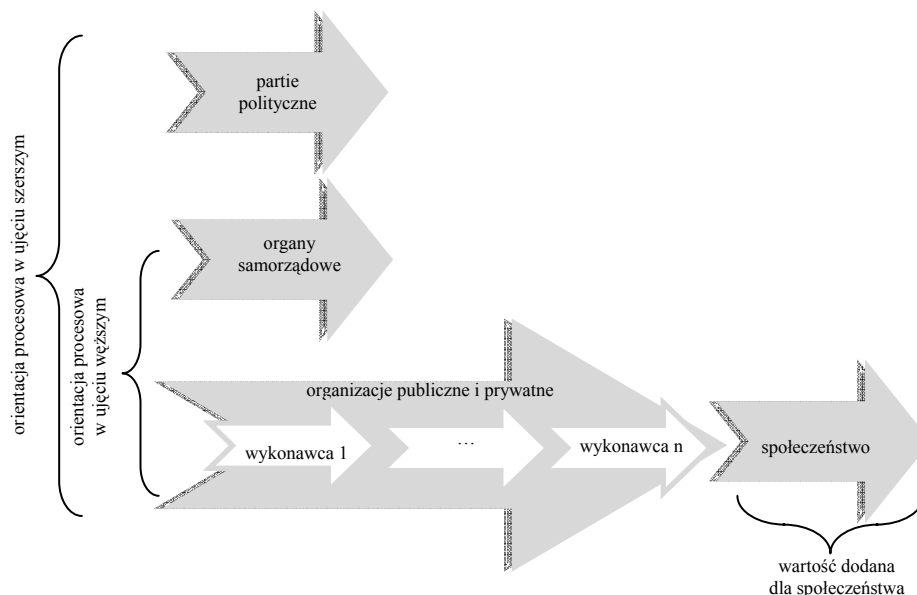 orientacja procesowa w ujęciu szerszym
orientacja procesowa
w ujęciu węższym
partie
polityczne
organy
samorządowe
organizacje publiczne i prywatne
wykonawca 1
...
wykonawca n
społeczeństwo
wartość dodana
dla społeczeństwa